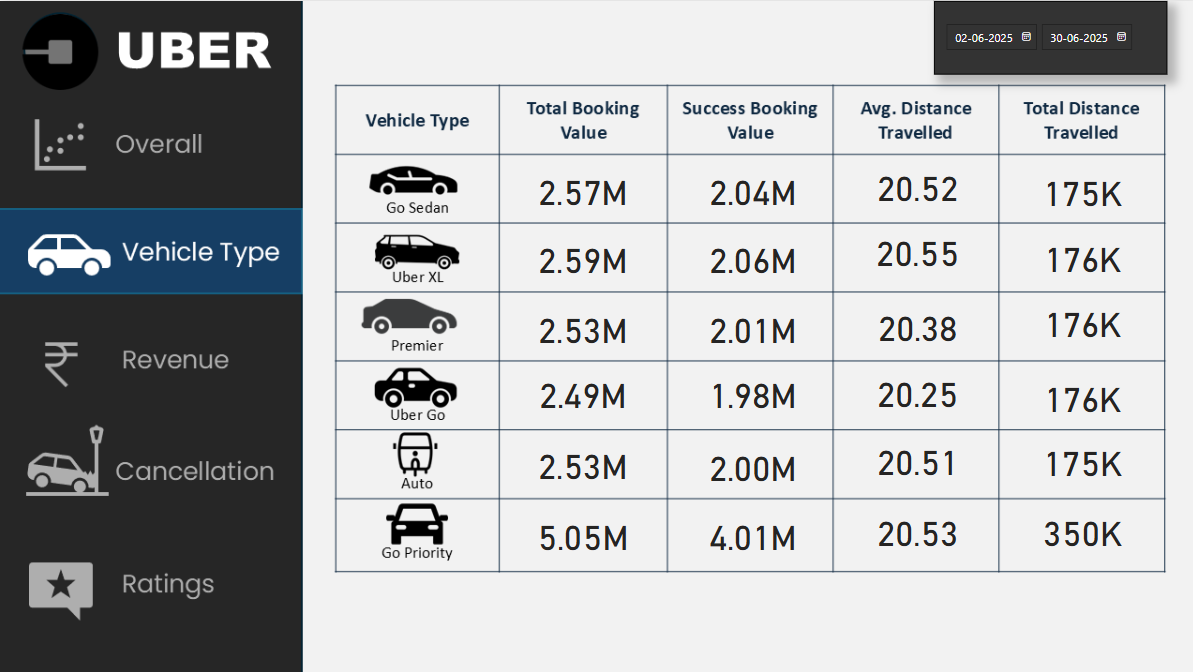 UBER
02-06-2025 30-06-2025
Overall
Vehicle Type
Revenue
Cancellation
Ratings
Vehicle Type Total Booking Value Success Booking Value Avg. Distance Travelled Total Distance Travelled
Go Sedan 2.57M 2.04M 20.52 175K
Uber XL 2.59M 2.06M 20.55 176K
Premier 2.53M 2.01M 20.38 176K
Uber Go 2.49M 1.98M 20.25 176K
Auto 2.53M 2.00M 20.51 175K
Go Priority 5.05M 4.01M 20.53 350K